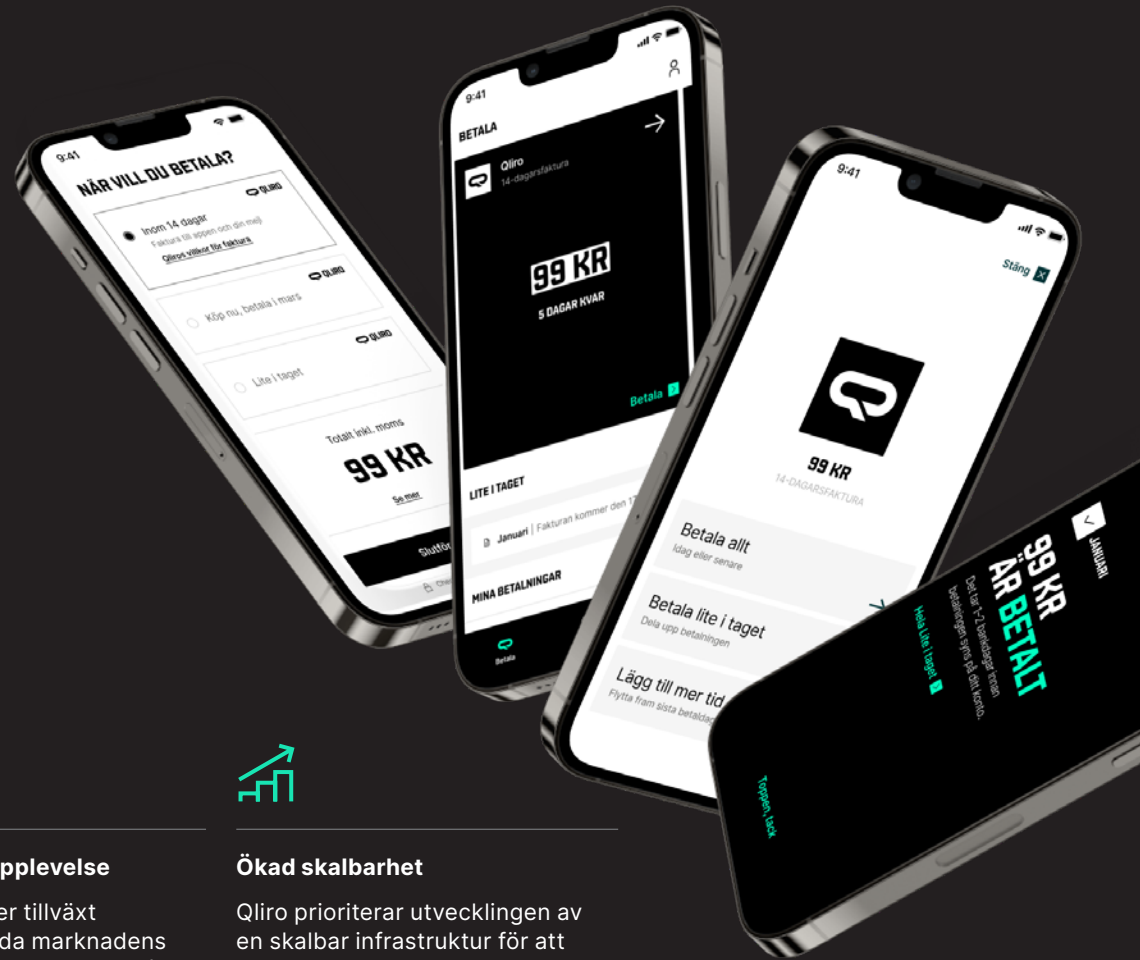 9:41
NÄR VILL DU BETALA?
QLIRO
Inom 14 dagar
Faktura till appen och din mejl
Qliros villkor för faktura
QLIRO
Köp nu, betala i mars
QLIRO
Lite i taget
Totalt inkl. moms
99 KR
Se mer
Slutför
9:41
BETALA
Qliro
14-dagarsfaktura
99 KR
5 DAGAR KVAR
Betala
LITE I TAGET
Januari | Fakturan kommer den
MINA BETALNINGAR
Betala
9:41
Stäng
99 KR
14-DAGARSFAKTURA
Betala allt
Idag eller senare
Betala lite i taget
Dela upp betalningen
Lägg till mer tid
Flytta fram sista betaldag
JANUARI
99 KR
ÄR BETALT
Det tar 1-2 bankdagar innan
betalningen syns på ditt konto.
Hela Lite i taget
Toppen, tack
pplevelse
er tillväxt
da marknadens
Ökad skalbarhet
Qliro prioriterar utvecklingen av
en skalbar infrastruktur för att